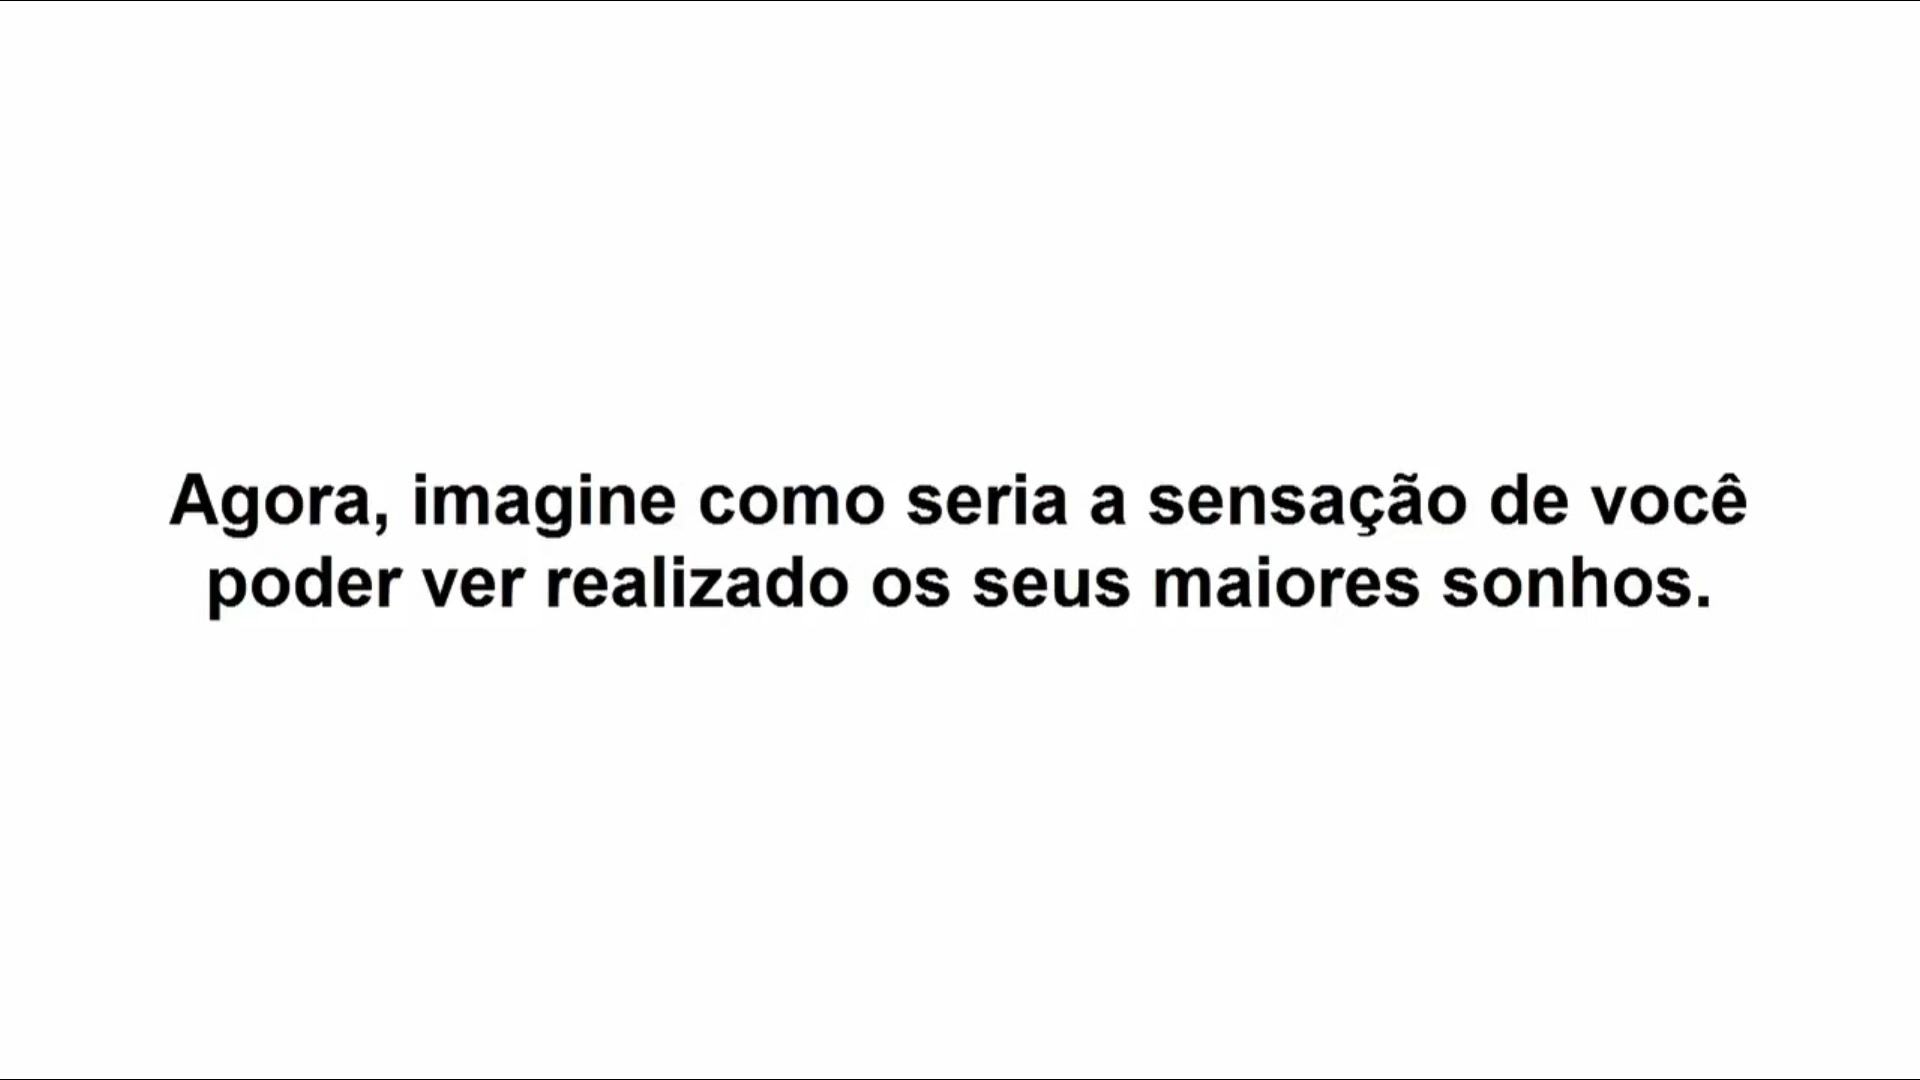 Agora, imagine como seria a sensação de você
poder ver realizado os seus maiores sonhos.